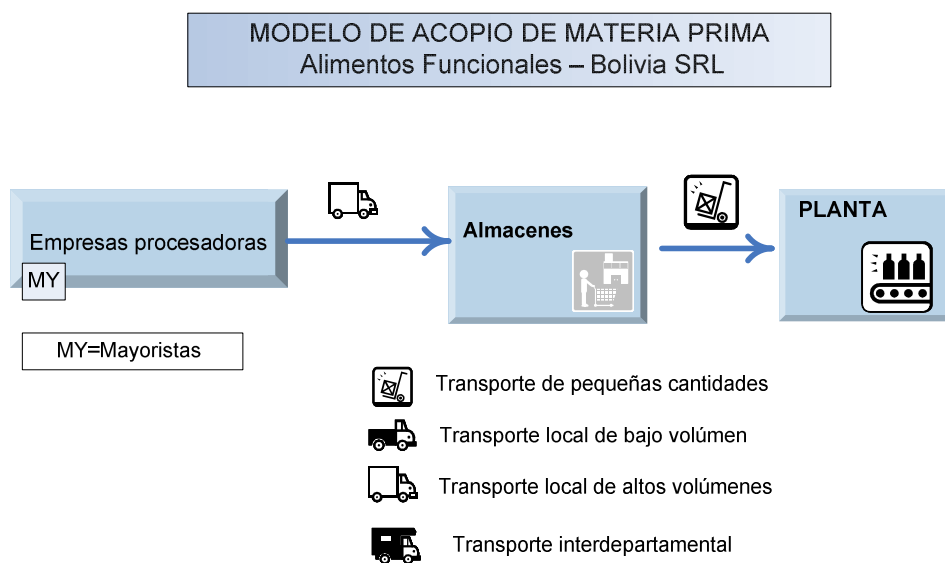 MODELO DE ACOPIO DE MATERIA PRIMA
Alimentos Funcionales – Bolivia SRL
Empresas procesadoras
MY
Almacenes
PLANTA
MY=Mayoristas
Transporte de pequeñas cantidades
Transporte local de bajo volúmen
Transporte local de altos volúmenes
Transporte interdepartamental